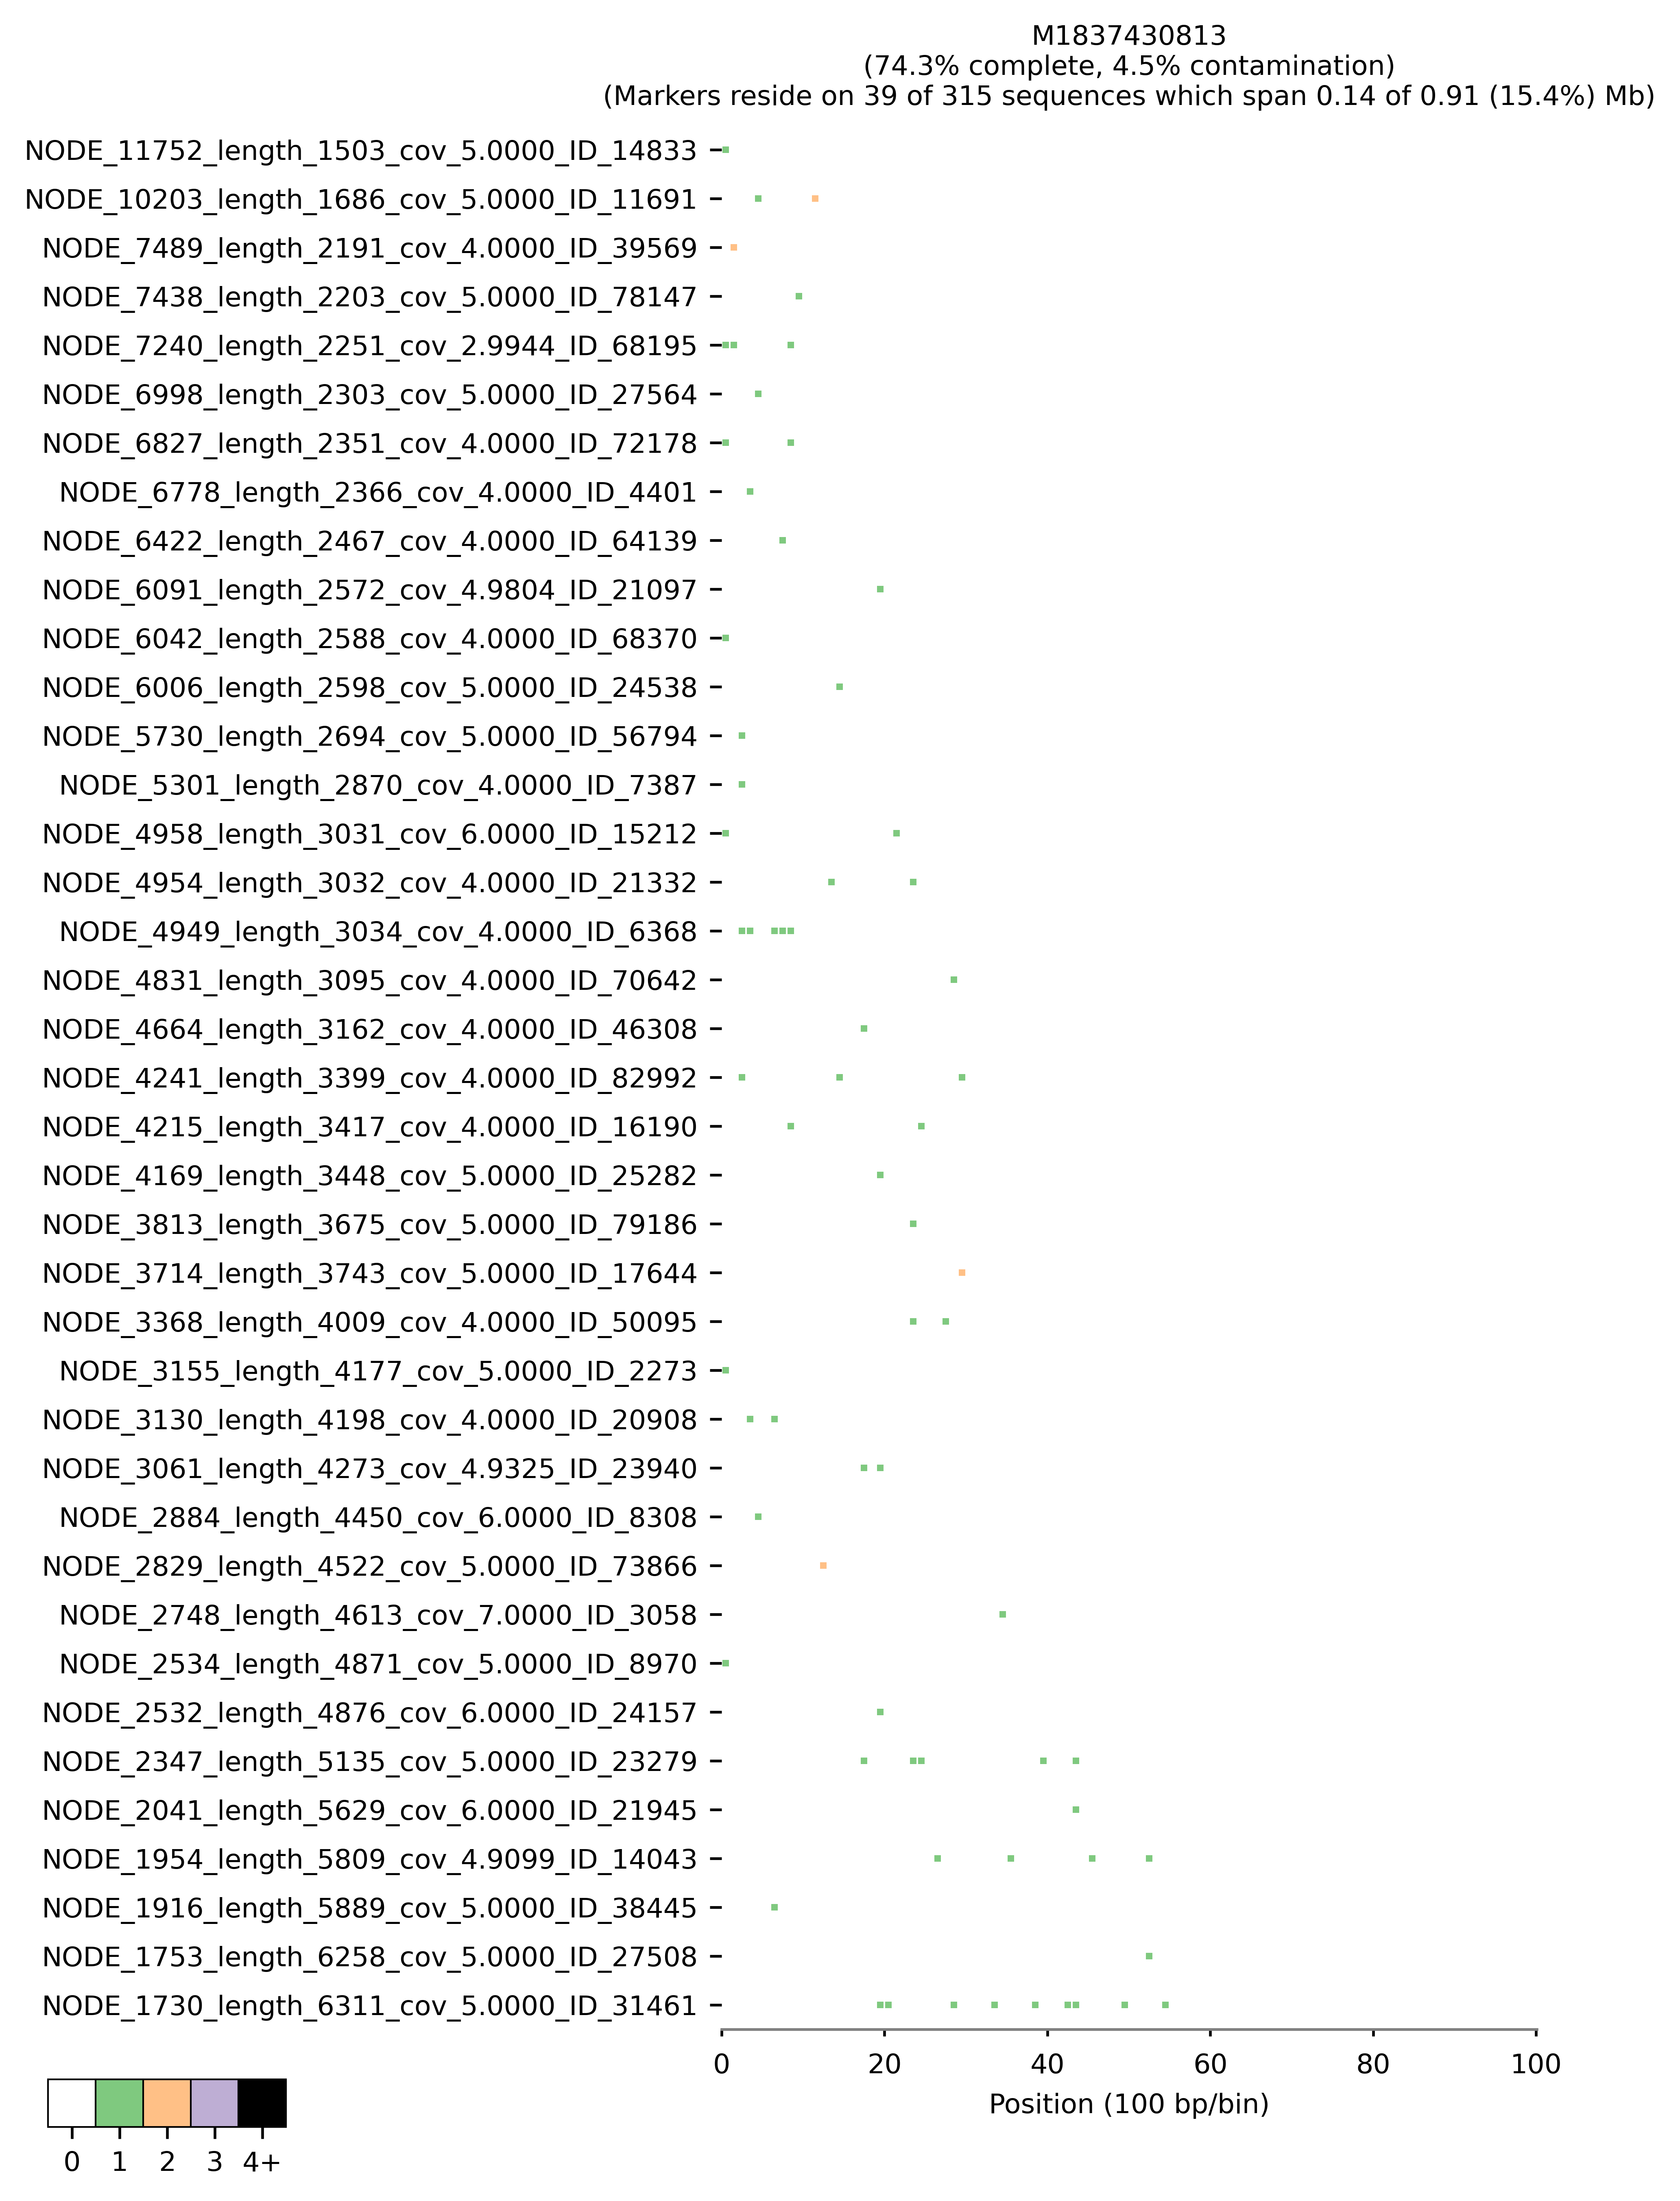 M1837430813
(74.3% complete, 4.5% contamination)
(Markers reside on 39 of 315 sequences which span 0.14 of 0.91 (15.4%) Mb)
NODE_11752_length_1503_cov_5.0000_ID_14833
NODE_10203_length_1686_cov_5.0000_ID_11691
NODE_7489_length_2191_cov_4.0000_ID_39569
NODE_7438_length_2203_cov_5.0000_ID_78147
NODE_7240_length_2251_cov_2.9944_ID_68195
NODE_6998_length_2303_cov_5.0000_ID_27564
NODE_6827_length_2351_cov_4.0000_ID_72178
NODE_6778_length_2366_cov_4.0000_ID_4401
NODE_6422_length_2467_cov_4.0000_ID_64139
NODE_6091_length_2572_cov_4.9804_ID_21097
NODE_6042_length_2588_cov_4.0000_ID_68370
NODE_6006_length_2598_cov_5.0000_ID_24538
NODE_5730_length_2694_cov_5.0000_ID_56794
NODE_5301_length_2870_cov_4.0000_ID_7387
NODE_4958_length_3031_cov_6.0000_ID_15212
NODE_4954_length_3032_cov_4.0000_ID_21332
NODE_4949_length_3034_cov_4.0000_ID_6368
NODE_4831_length_3095_cov_4.0000_ID_70642
NODE_4664_length_3162_cov_4.0000_ID_46308
NODE_4241_length_3399_cov_4.0000_ID_82992
NODE_4215_length_3417_cov_4.0000_ID_16190
NODE_4169_length_3448_cov_5.0000_ID_25282
NODE_3813_length_3675_cov_5.0000_ID_79186
NODE_3714_length_3743_cov_5.0000_ID_17644
NODE_3368_length_4009_cov_4.0000_ID_50095
NODE_3155_length_4177_cov_5.0000_ID_2273
NODE_3130_length_4198_cov_4.0000_ID_20908
NODE_3061_length_4273_cov_4.9325_ID_23940
NODE_2884_length_4450_cov_6.0000_ID_8308
NODE_2829_length_4522_cov_5.0000_ID_73866
NODE_2748_length_4613_cov_7.0000_ID_3058
NODE_2534_length_4871_cov_5.0000_ID_8970
NODE_2532_length_4876_cov_6.0000_ID_24157
NODE_2347_length_5135_cov_5.0000_ID_23279
NODE_2041_length_5629_cov_6.0000_ID_21945
NODE_1954_length_5809_cov_4.9099_ID_14043
NODE_1916_length_5889_cov_5.0000_ID_38445
NODE_1753_length_6258_cov_5.0000_ID_27508
NODE_1730_length_6311_cov_5.0000_ID_31461
0 20 40 60 80 100
Position (100 bp/bin)
0 1 2 3 4+